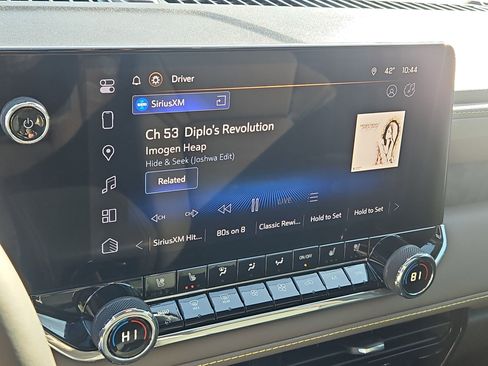 Driver
42° 10:44
SiriusXM
Ch 53 Diplo's Revolution
Imogen Heap
Hide & Seek (Joshwa Edit)
Related
CH CH LIVE
SiriusXM Hit... 80s on 8 Classic Rewi... Hold to Set Hold to Set
ON/OFF
HI 81